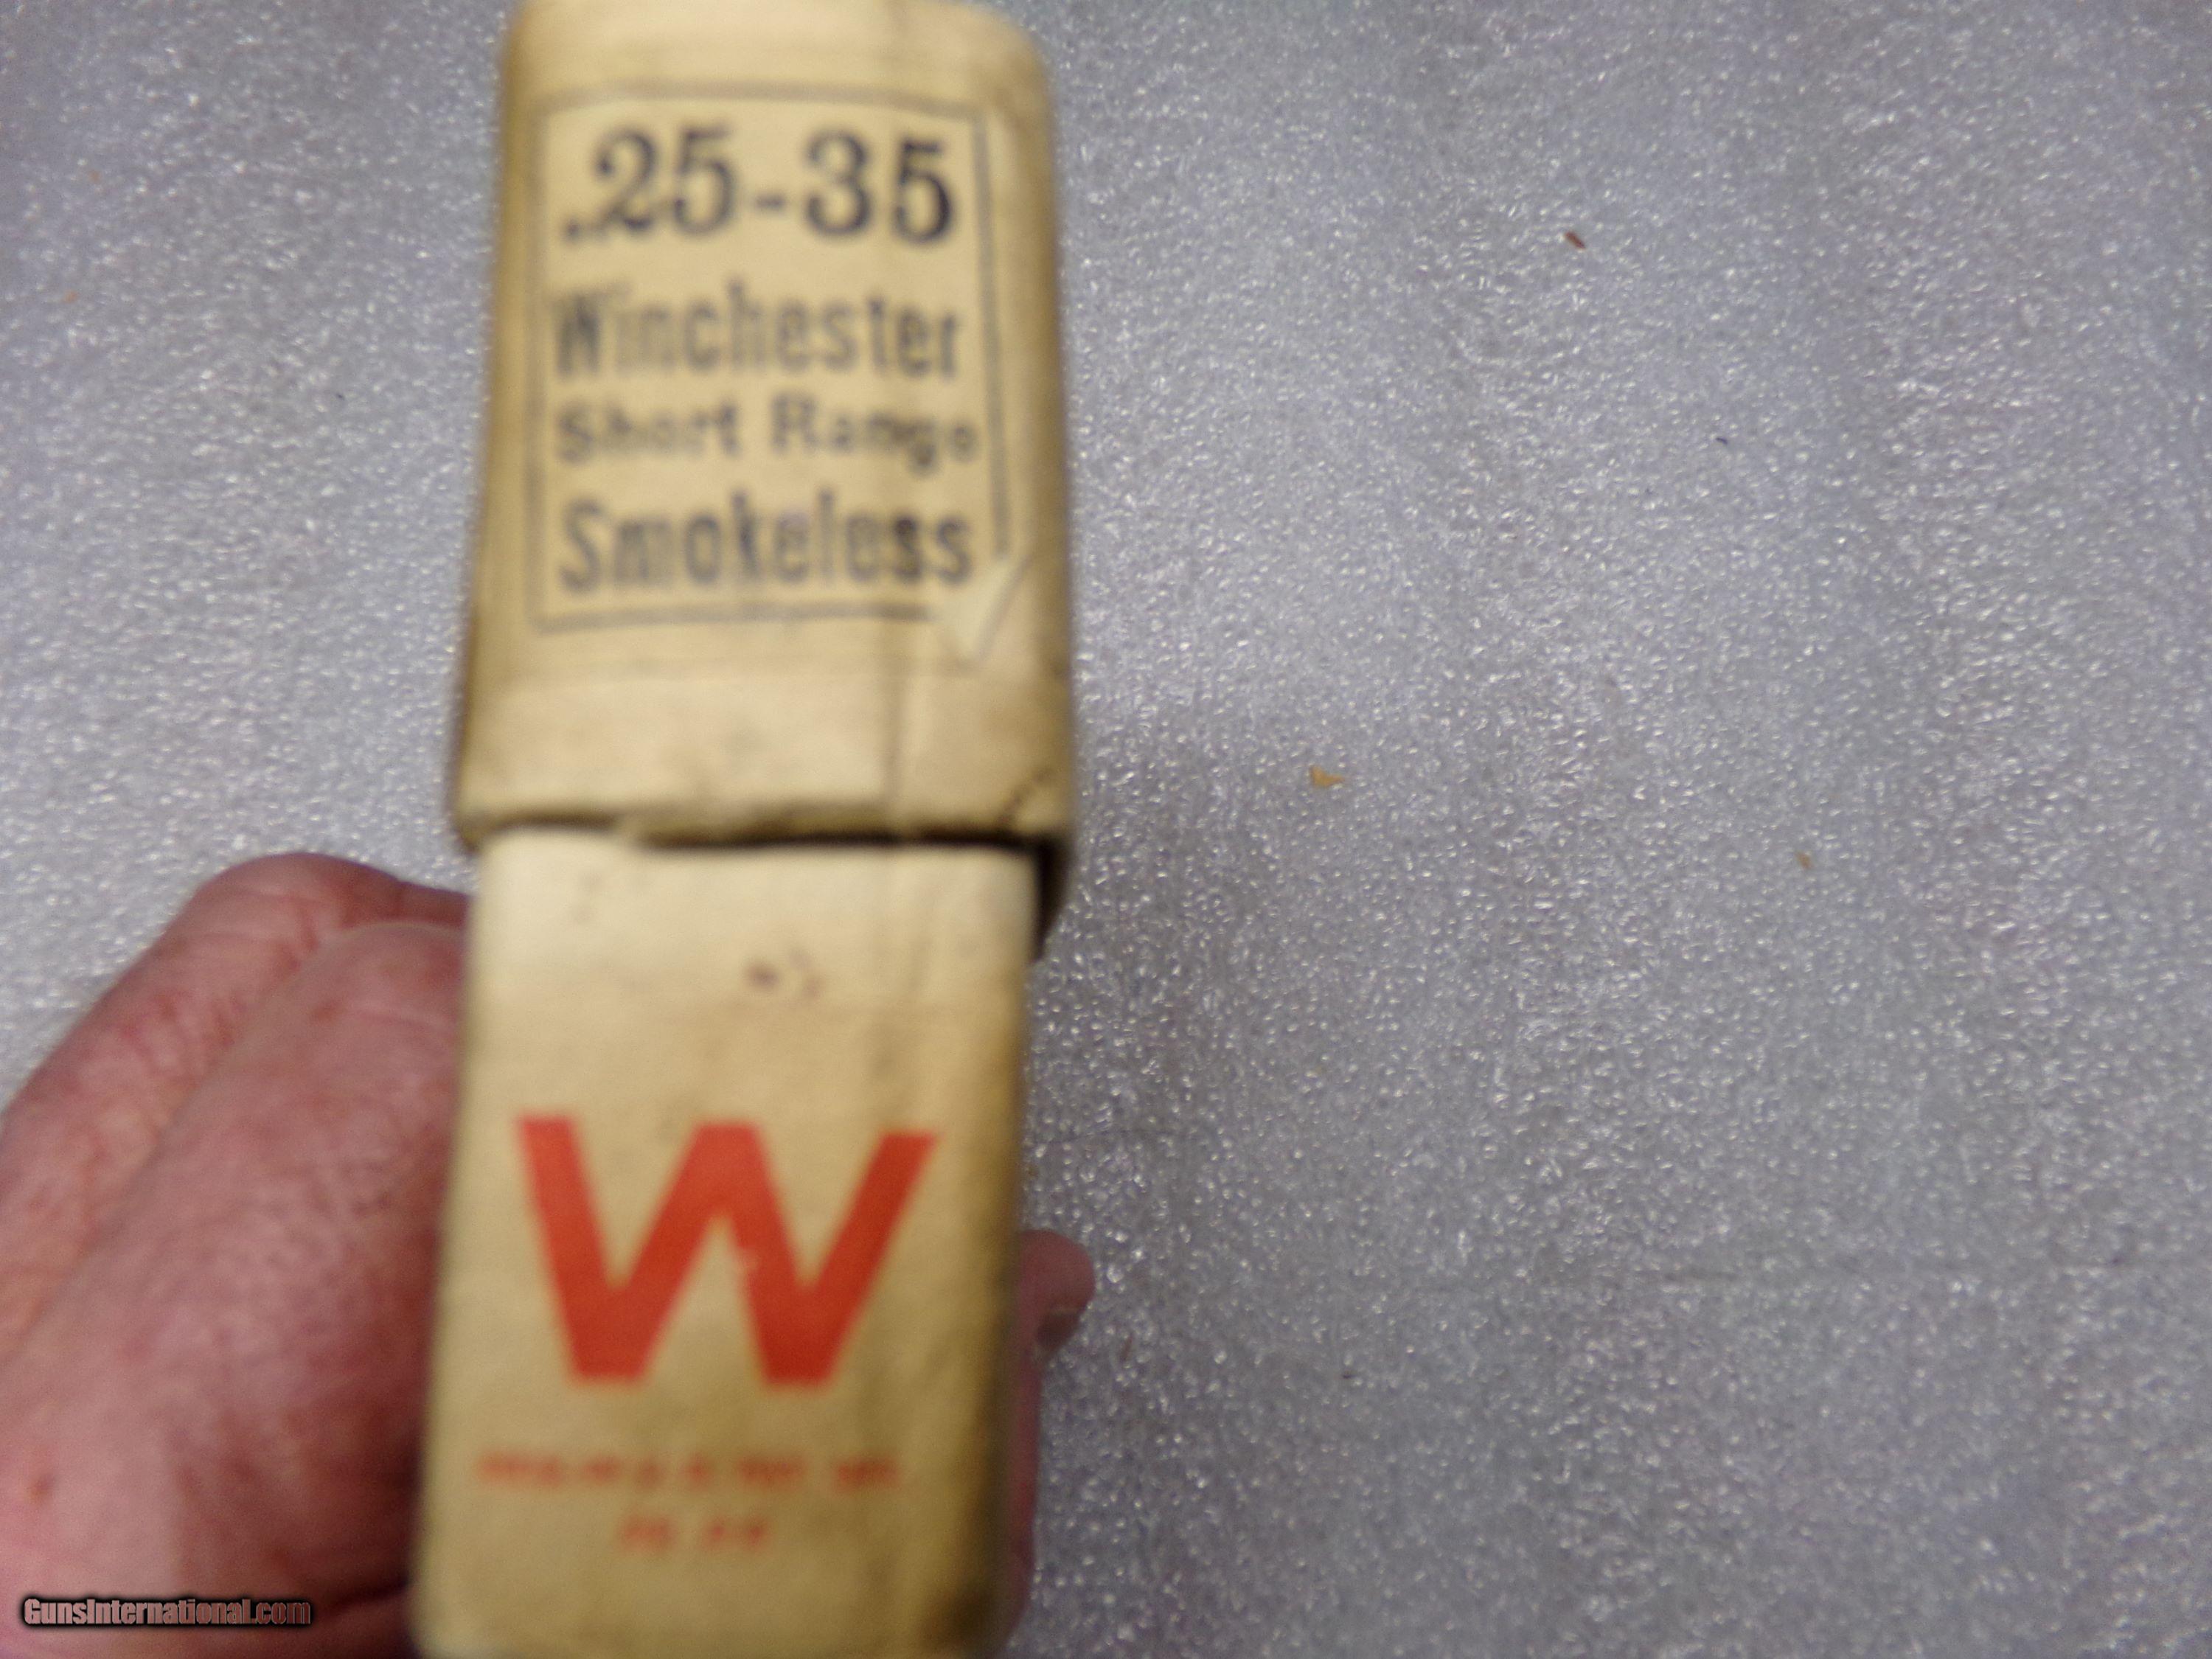 .25-35
Winchester
Short Range
Smokeless
W
GunsInternational.com